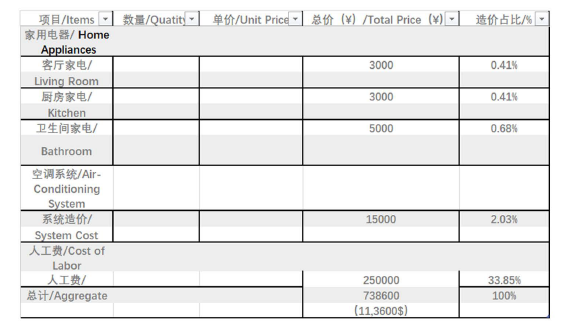 项目/Items 数量/Quatity 单价/Unit Price 总价（¥）/Total Price（¥） 造价占比/%
家用电器/ Home
Appliances
客厅家电/ 3000 0.41%
Living Room
厨房家电/ 3000 0.41%
Kitchen
卫生间家电/ 5000 0.68%
Bathroom
空调系统/Air-
Conditioning
System
系统造价/ 15000 2.03%
System Cost
人工费/Cost of
Labor
人工费/ 250000 33.85%
总计/Aggregate 738600 100%
(11,3600$)